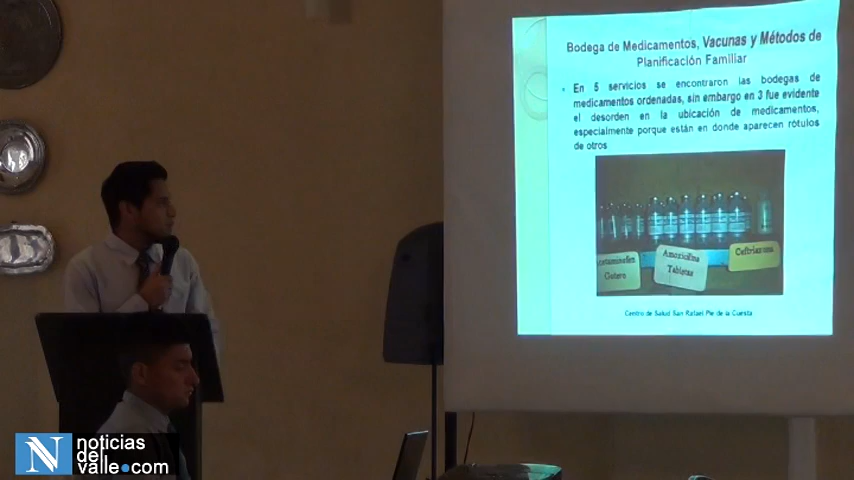 Bodega de Medicamentos, Vacunas y Métodos de
Planificación Familiar
En 5 servicios se encontraron las bodegas de
medicamentos ordenadas, sin embargo en 3 fue evidente
el desorden en la ubicación de medicamentos,
especialmente porque están en donde aparecen rótulos
de otros
Gotero
Amoxicilina
Tabletas
Ceftriaxona
Centro de Salud San Rafael Pie de la Cuesta
N
noticias
del
valle.com